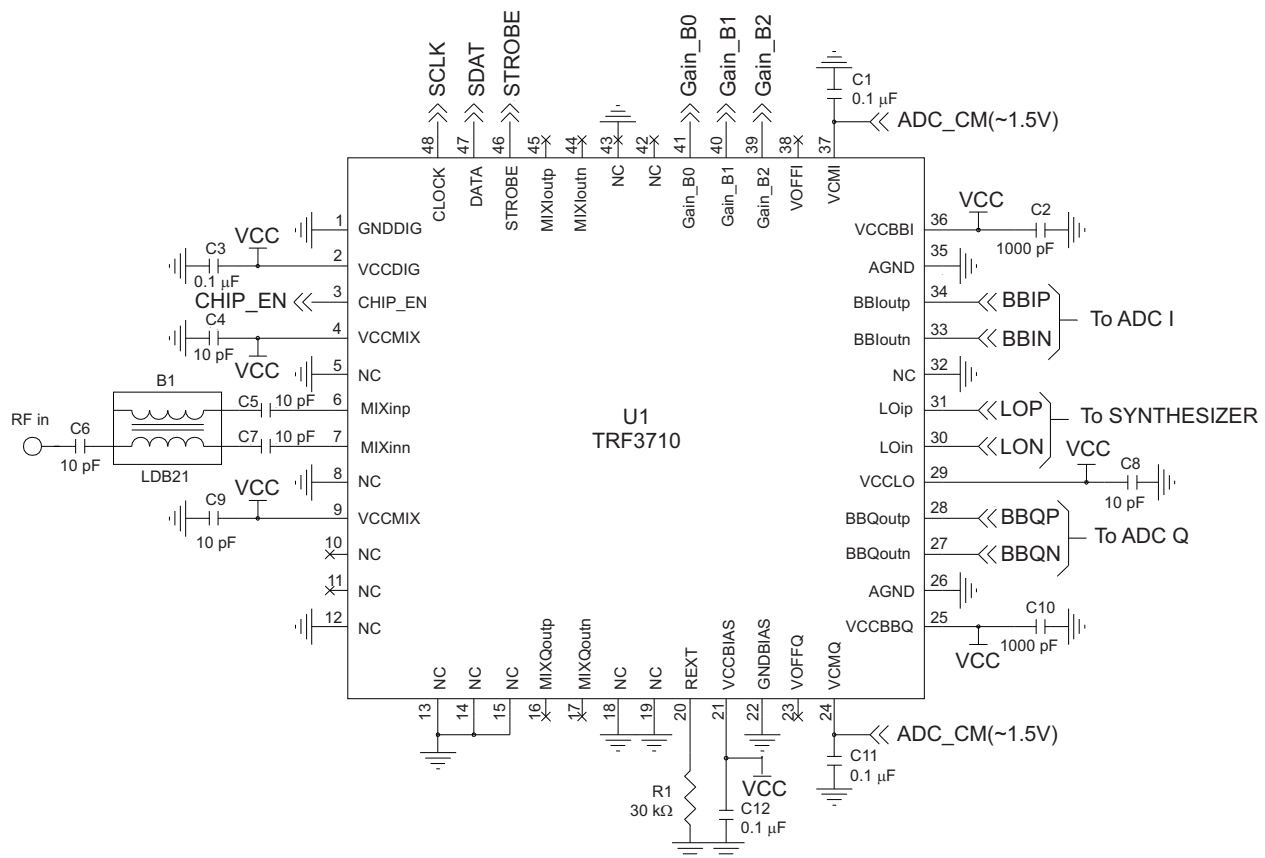 SCLK
SDAT
STROBE
Gain_B0
Gain_B1
Gain_B2
C1
0.1 μF
ADC_CM(~1.5V)
48
47
46
45
44
43
42
41
40
39
38
37
CLOCK
DATA
STROBE
MIXIoutp
MIXIoutn
NC
NC
Gain_B0
Gain_B1
Gain_B2
VOFFI
VCMI
1
GNDDIG
C3
VCC
0.1 μF
2
VCCDIG
CHIP_EN
3
CHIP_EN
C4
10 pF
VCC
4
VCCMIX
5
NC
B1
C5
10 pF
6
MIXinp
RF in
C6
10 pF
C7
10 pF
7
MIXinn
LDB21
8
NC
C9
VCC
10 pF
9
VCCMIX
10
NC
11
NC
12
NC
U1
TRF3710
VCCBBI
36
VCC
C2
1000 pF
AGND
35
BBIoutp
34
BBIP
BBIoutn
33
BBIN
To ADC I
NC
32
LOip
31
LOP
LOin
30
LON
To SYNTHESIZER
VCCLO
29
VCC
C8
10 pF
BBQoutp
28
BBQP
BBQoutn
27
BBQN
To ADC Q
AGND
26
VCCBBQ
25
VCC
C10
1000 pF
NC
NC
NC
MIXQoutp
MIXQoutn
NC
NC
REXT
VCCBIAS
GNDBIAS
VOFFQ
VCMQ
13
14
15
16
17
18
19
20
21
22
23
24
ADC_CM(~1.5V)
C11
0.1 μF
R1
30 kΩ
VCC
C12
0.1 μF